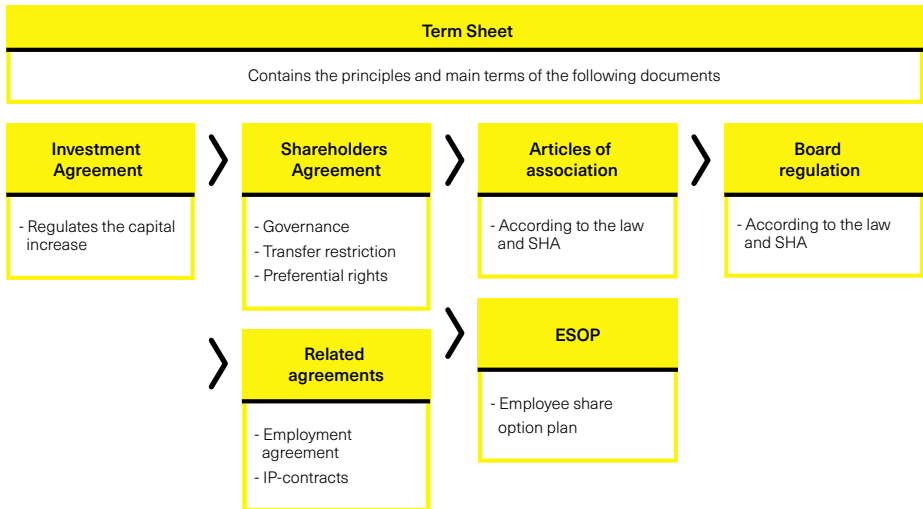 Term Sheet
Contains the principles and main terms of the following documents
Investment
Agreement
- Regulates the capital
increase
Shareholders
Agreement
- Governance
- Transfer restriction
- Preferential rights
Articles of
association
- According to the law
and SHA
Board
regulation
- According to the law
and SHA
Related
agreements
- Employment
agreement
- IP-contracts
ESOP
- Employee share
option plan